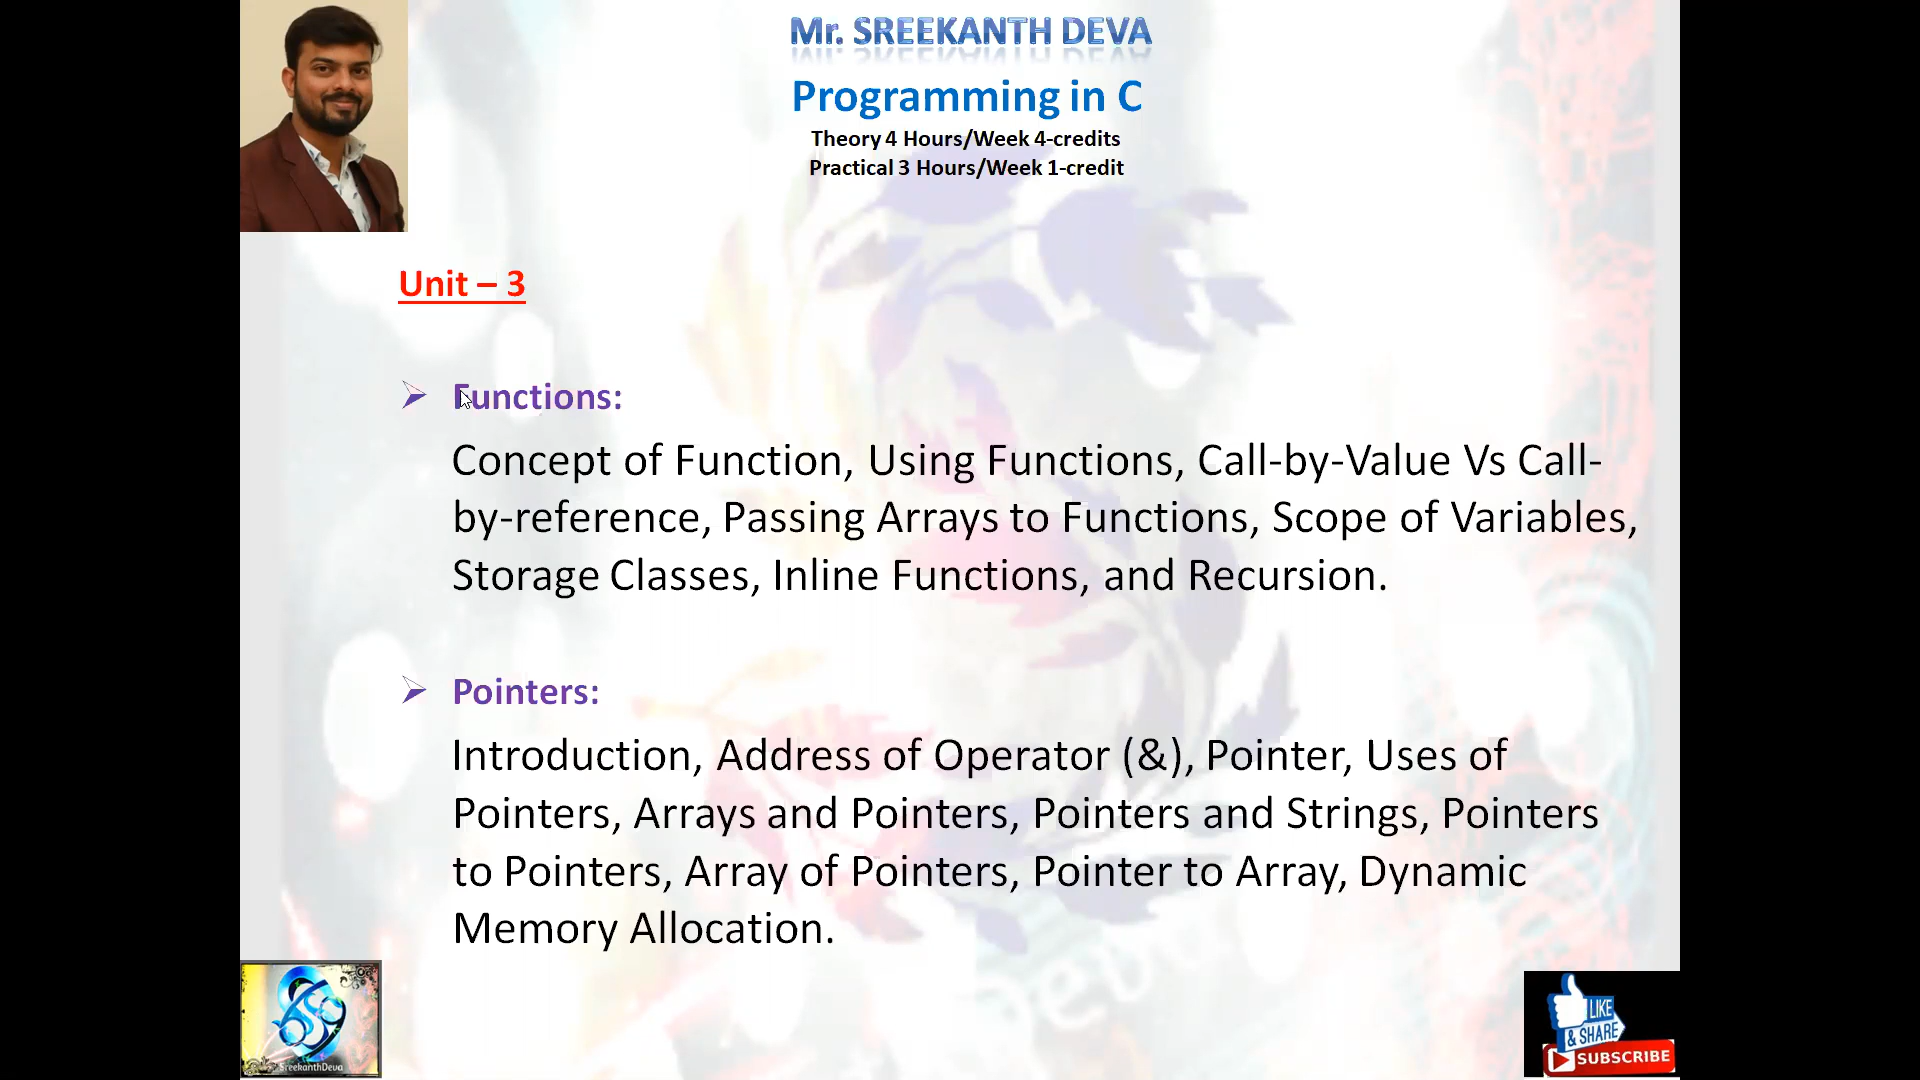 Mr. SREEKANTH DEVA
Programming in C
Theory 4 Hours/Week 4-credits
Practical 3 Hours/Week 1-credit
Unit – 3
Functions:
Concept of Function, Using Functions, Call-by-Value Vs Call-
by-reference, Passing Arrays to Functions, Scope of Variables,
Storage Classes, Inline Functions, and Recursion.
Pointers:
Introduction, Address of Operator (&), Pointer, Uses of
Pointers, Arrays and Pointers, Pointers and Strings, Pointers
to Pointers, Array of Pointers, Pointer to Array, Dynamic
Memory Allocation.
SreekanthDeva
LIKE
& SHARE
SUBSCRIBE